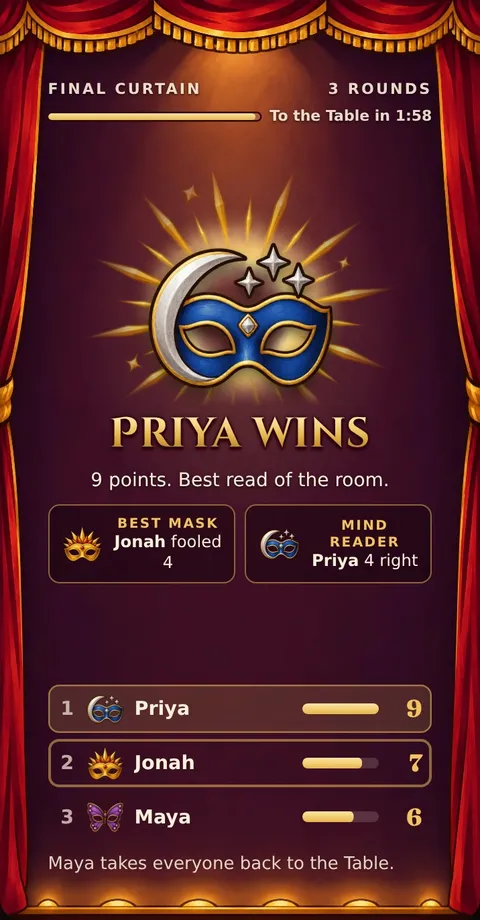 FINAL CURTAIN
3 ROUNDS
To the Table in 1:58
PRIYA WINS
9 points. Best read of the room.
BEST MASK
Jonah fooled
4
MIND
READER
Priya 4 right
1 Priya 9
2 Jonah 7
3 Maya 6
Maya takes everyone back to the Table.